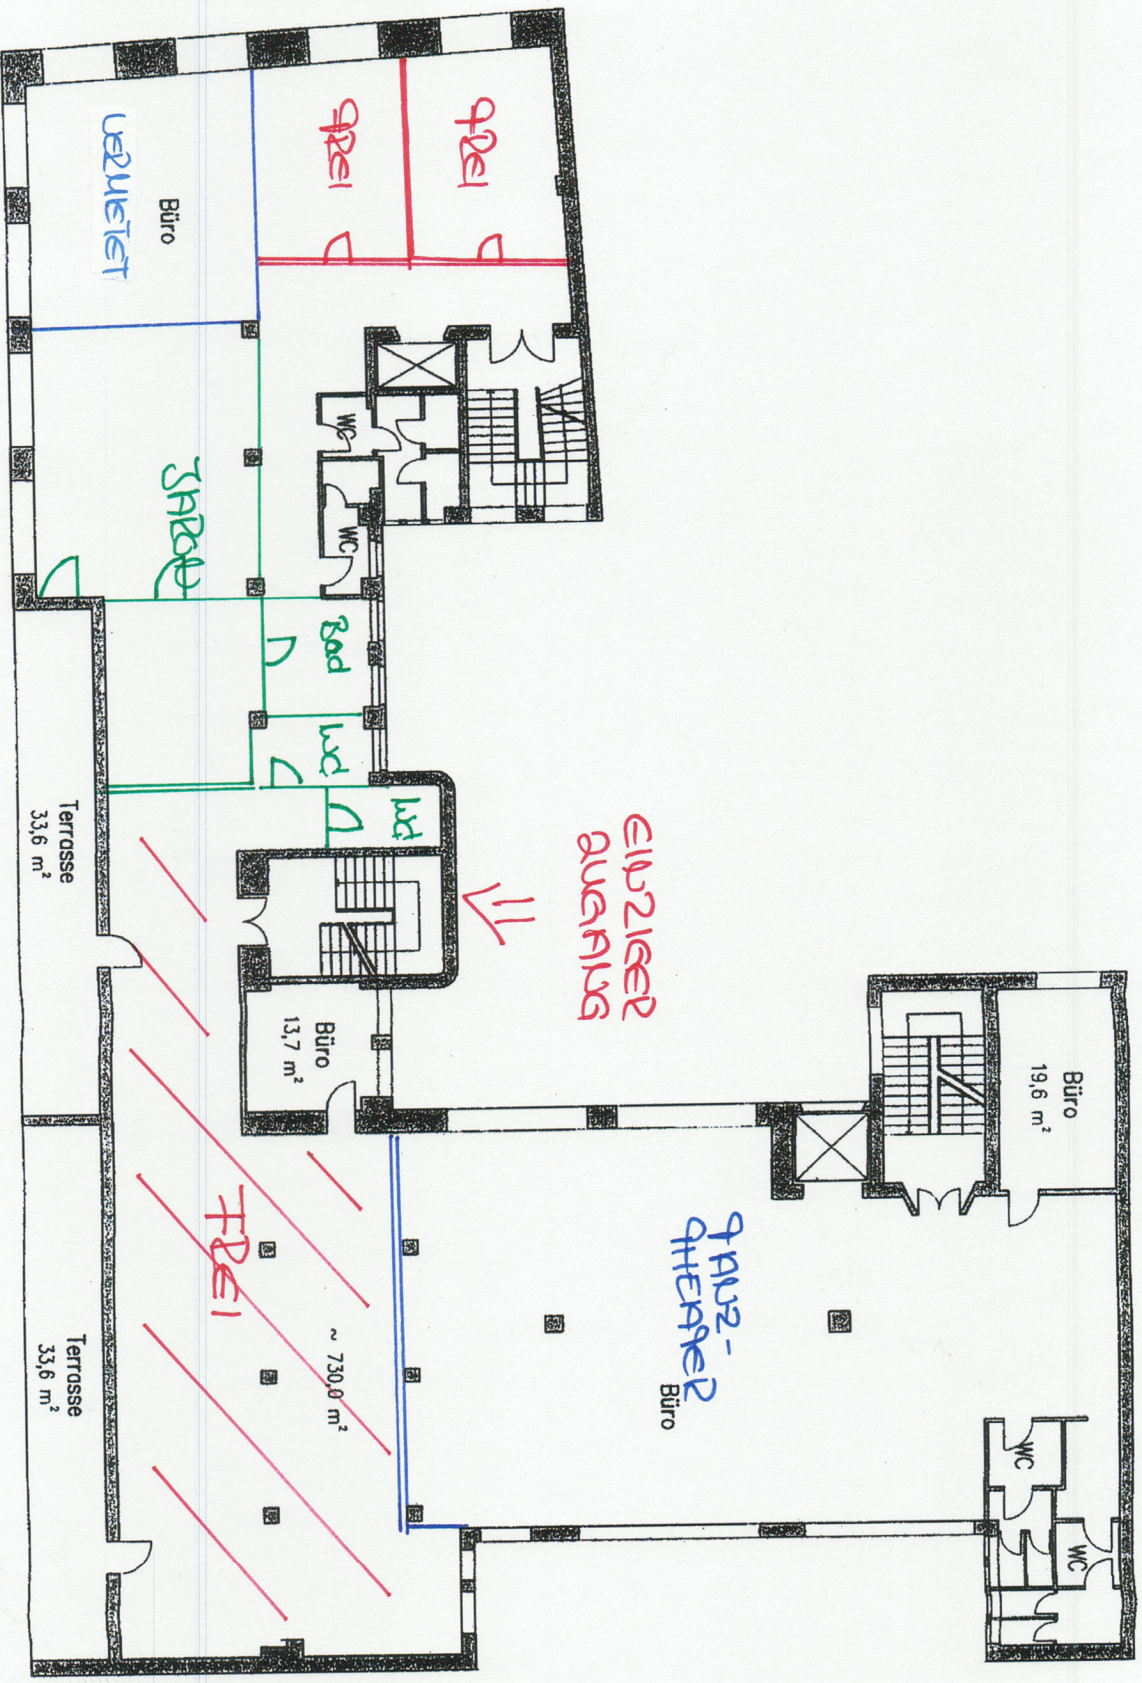 FREI
FREI
VERMIETET
Büro
WC
WC
Bad
WC
WC
EINZIGER
ZUGANG
Büro
19,6 m²
Büro
13,7 m²
Terrasse
33,6 m²
TANZ-
THEATER
Büro
FREI
~ 730,0 m²
WC
WC
Terrasse
33,6 m²